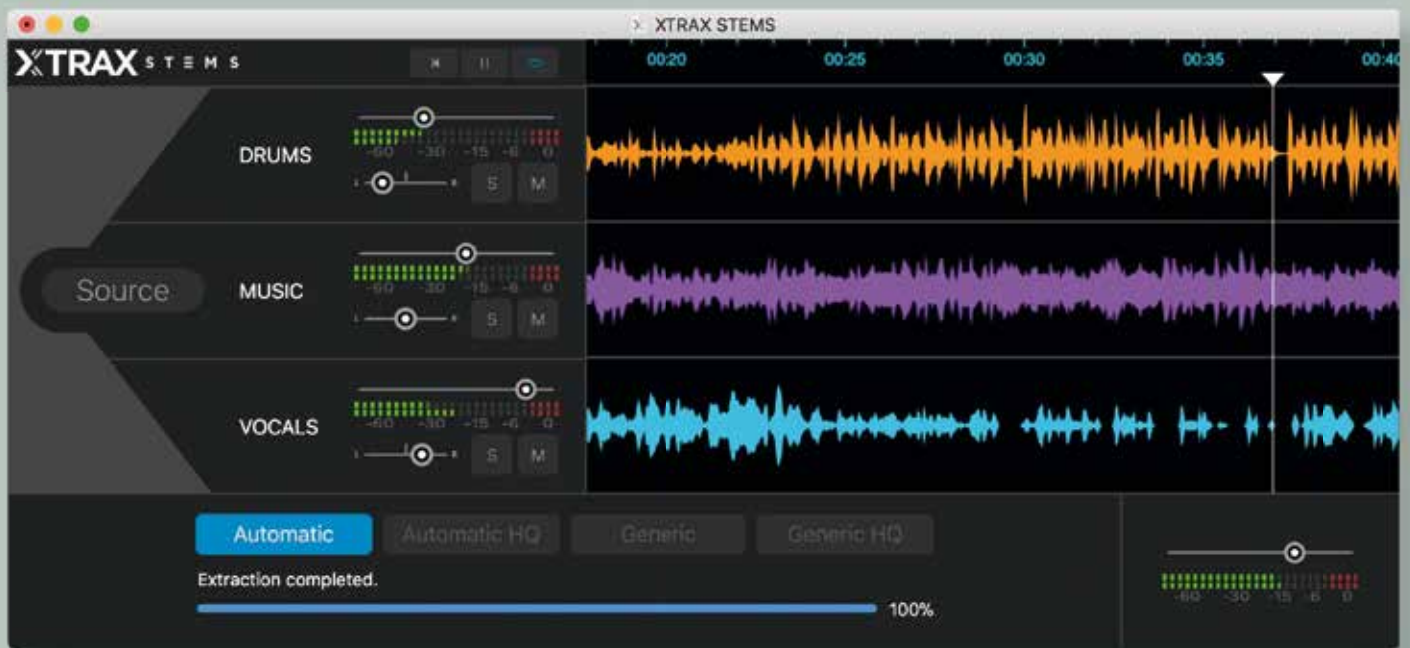 XTRAX STEMS
XTRAX STEMS
00:20 00:25 00:30 00:35 00:40
DRUMS
-60 -30 -15 -6 0
L R S M
Source
MUSIC
-60 -30 -15 -6 0
L R S M
VOCALS
-60 -30 -15 -6 0
L R S M
Automatic Automatic HQ Generic Generic HQ
Extraction completed.
100%
-60 -30 -15 -6 0